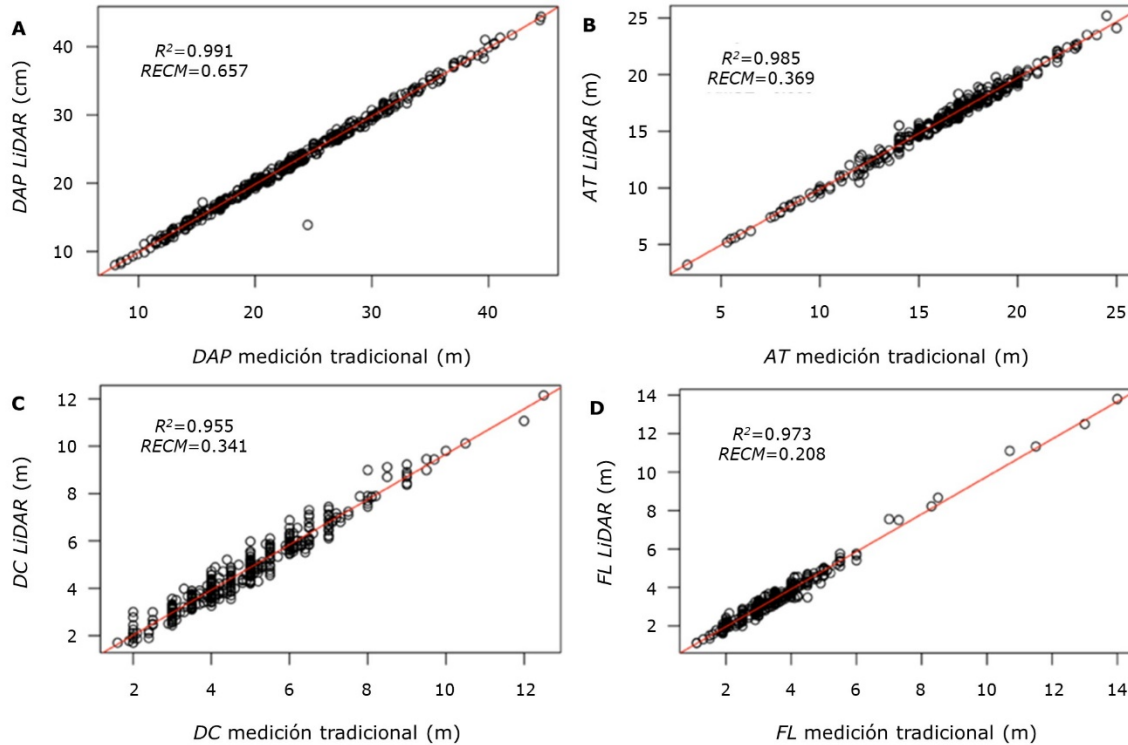 A
R²=0.991
RECM=0.657
DAP LiDAR (cm)
40
30
20
10
10 20 30 40
DAP medición tradicional (m)
B
R²=0.985
RECM=0.369
AT LiDAR (m)
25
20
15
10
5
5 10 15 20 25
AT medición tradicional (m)
C
R²=0.955
RECM=0.341
DC LiDAR (m)
12
10
8
6
4
2
2 4 6 8 10 12
DC medición tradicional (m)
D
R²=0.973
RECM=0.208
FL LiDAR (m)
14
12
10
8
6
4
2
2 4 6 8 10 12 14
FL medición tradicional (m)